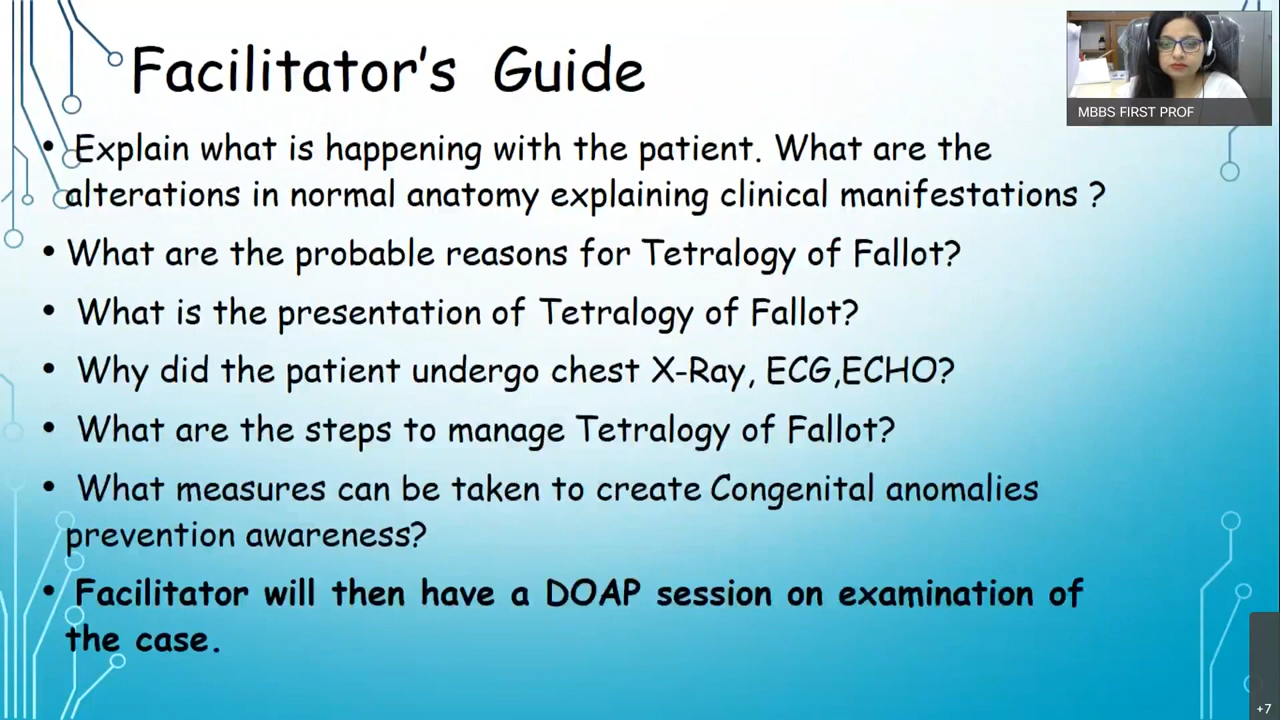 Facilitator's Guide
MBBS FIRST PROF
• Explain what is happening with the patient. What are the
alterations in normal anatomy explaining clinical manifestations ?
• What are the probable reasons for Tetralogy of Fallot?
• What is the presentation of Tetralogy of Fallot?
• Why did the patient undergo chest X-Ray, ECG,ECHO?
• What are the steps to manage Tetralogy of Fallot?
• What measures can be taken to create Congenital anomalies
prevention awareness?
• Facilitator will then have a DOAP session on examination of
the case.
+7